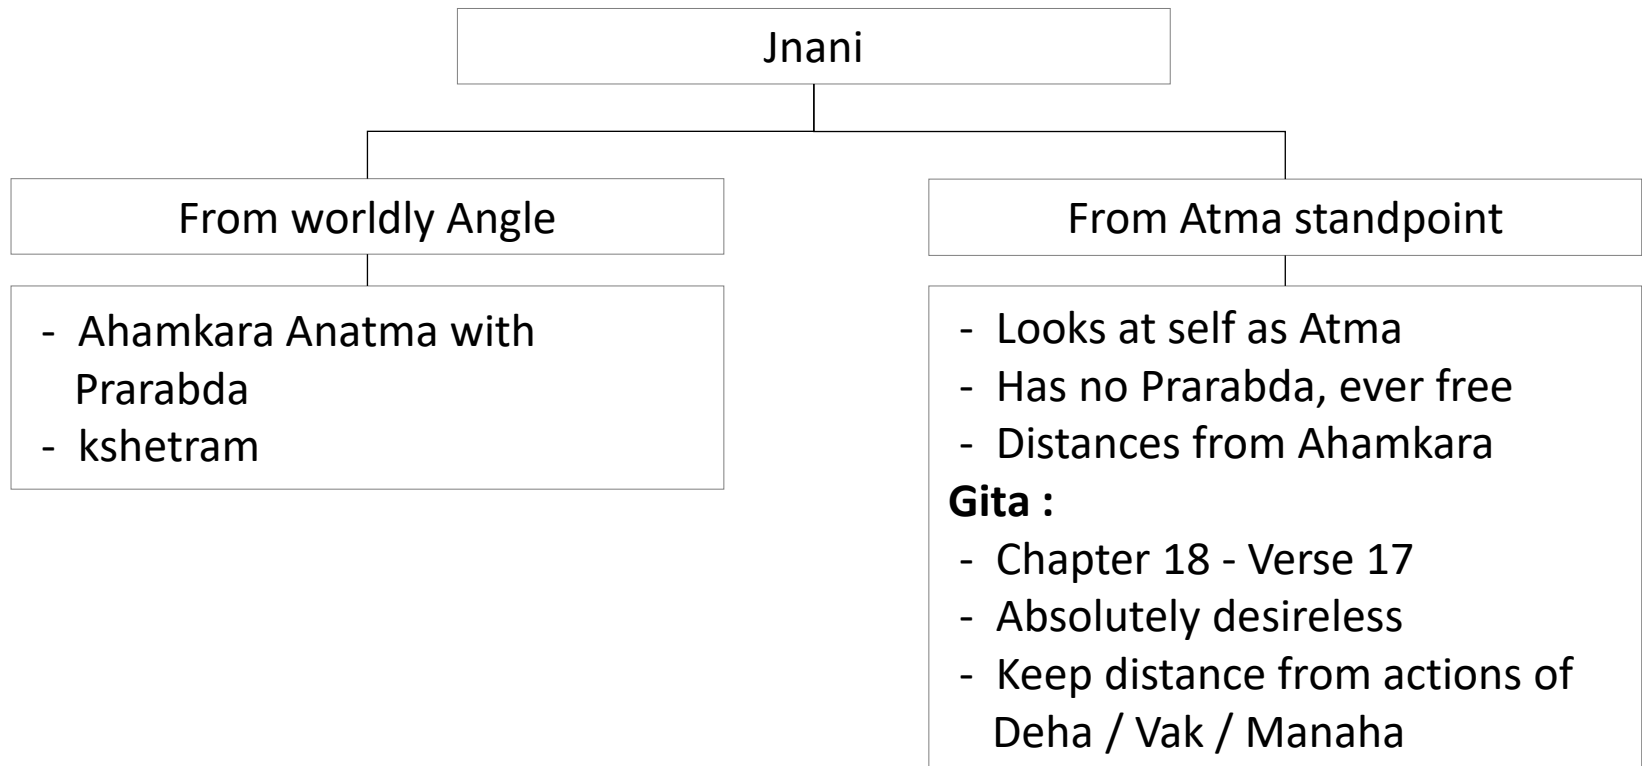 Jnani
From worldly Angle
- Ahamkara Anatma with
Prarabda
- kshetram
From Atma standpoint
- Looks at self as Atma
- Has no Prarabda, ever free
- Distances from Ahamkara
Gita :
- Chapter 18 - Verse 17
- Absolutely desireless
- Keep distance from actions of
Deha / Vak / Manaha